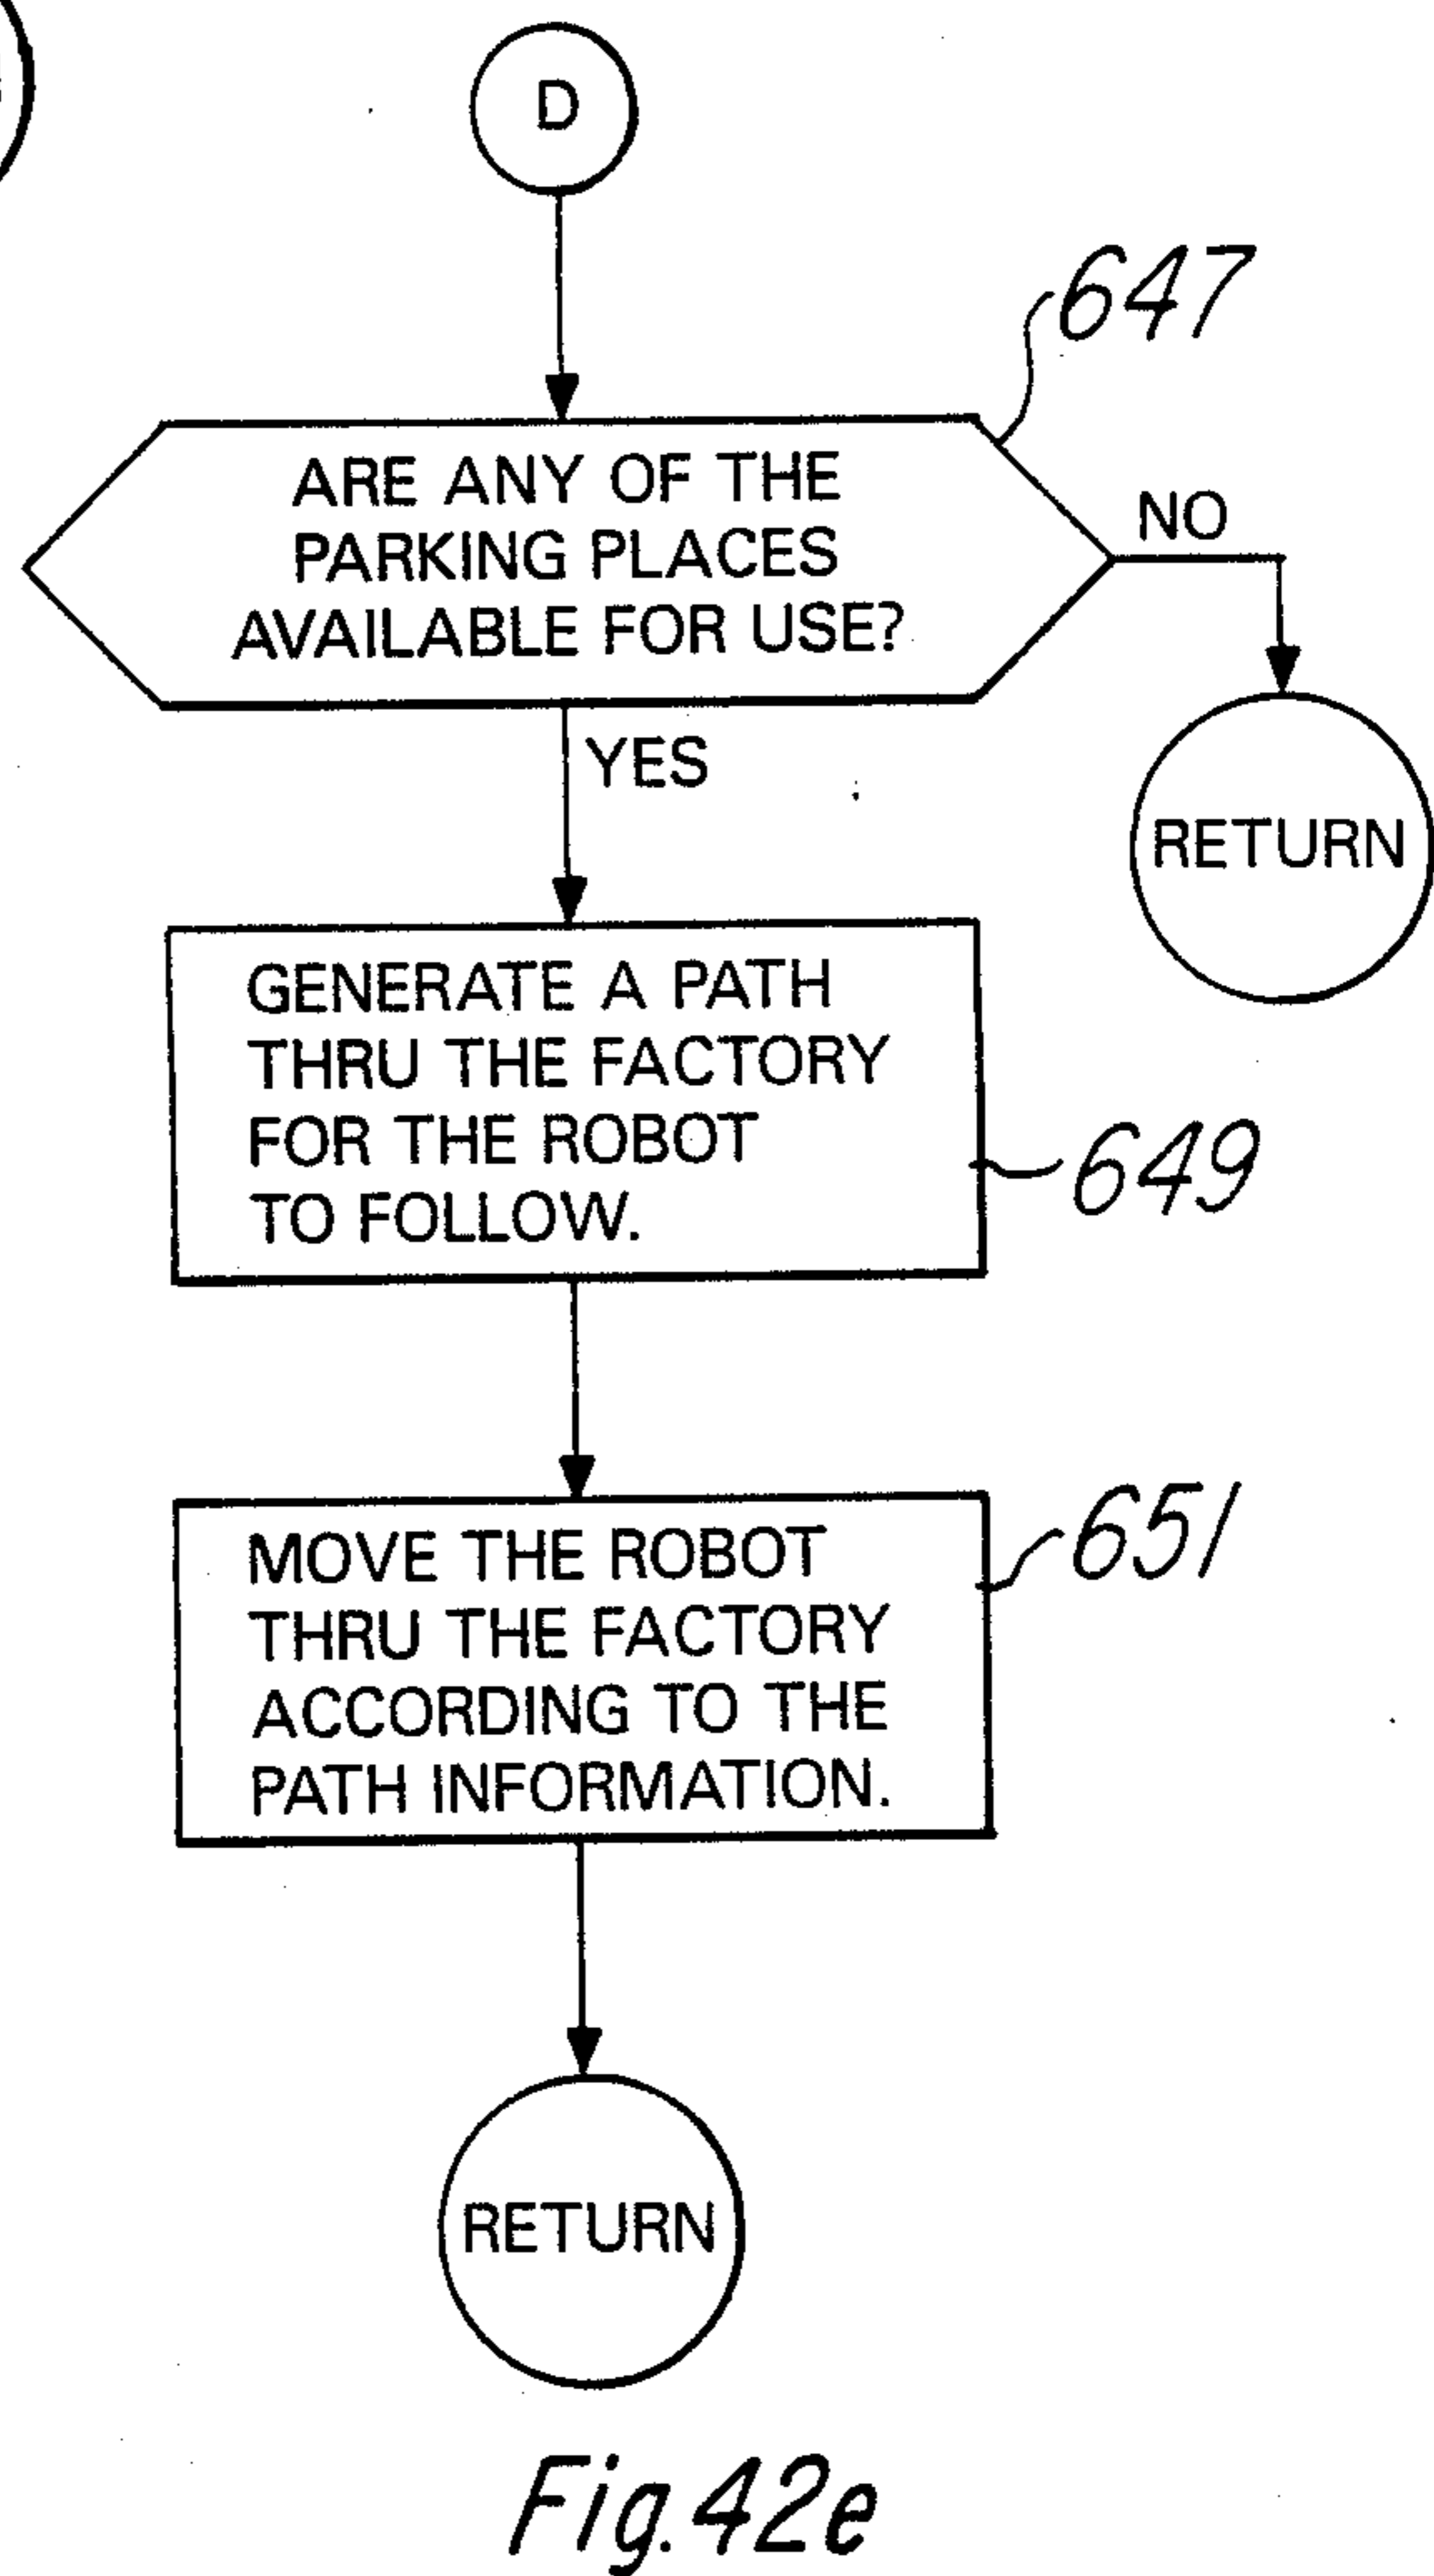 D
647
ARE ANY OF THE
PARKING PLACES
AVAILABLE FOR USE?
NO
YES
RETURN
GENERATE A PATH
THRU THE FACTORY
FOR THE ROBOT
TO FOLLOW.
649
MOVE THE ROBOT
THRU THE FACTORY
ACCORDING TO THE
PATH INFORMATION.
651
RETURN
Fig. 42e